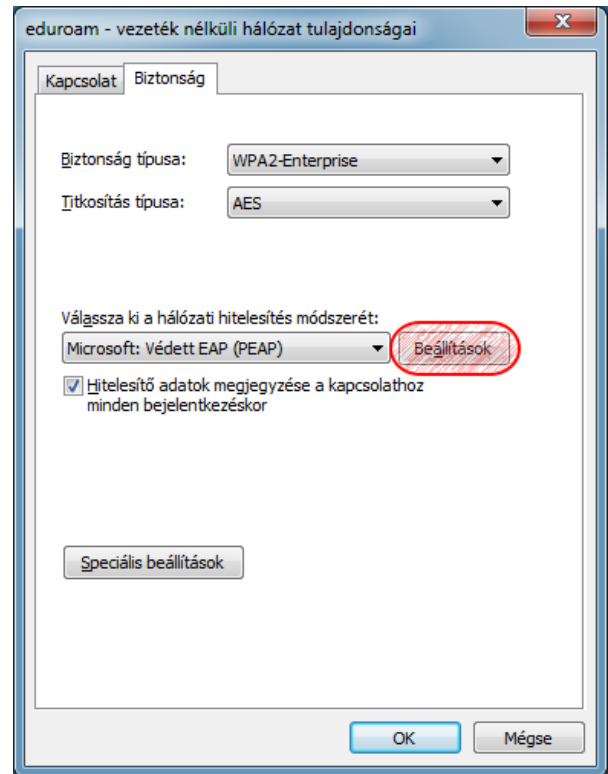 eduroam - vezeték nélküli hálózat tulajdonságai
Kapcsolat Biztonság
Biztonság típusa: WPA2-Enterprise
Titkosítás típusa: AES
Válassza ki a hálózati hitelesítés módszerét:
Microsoft: Védett EAP (PEAP) Beállítások
Hitelesítő adatok megjegyzése a kapcsolathoz
minden bejelentkezéskor
Speciális beállítások
OK Mégse